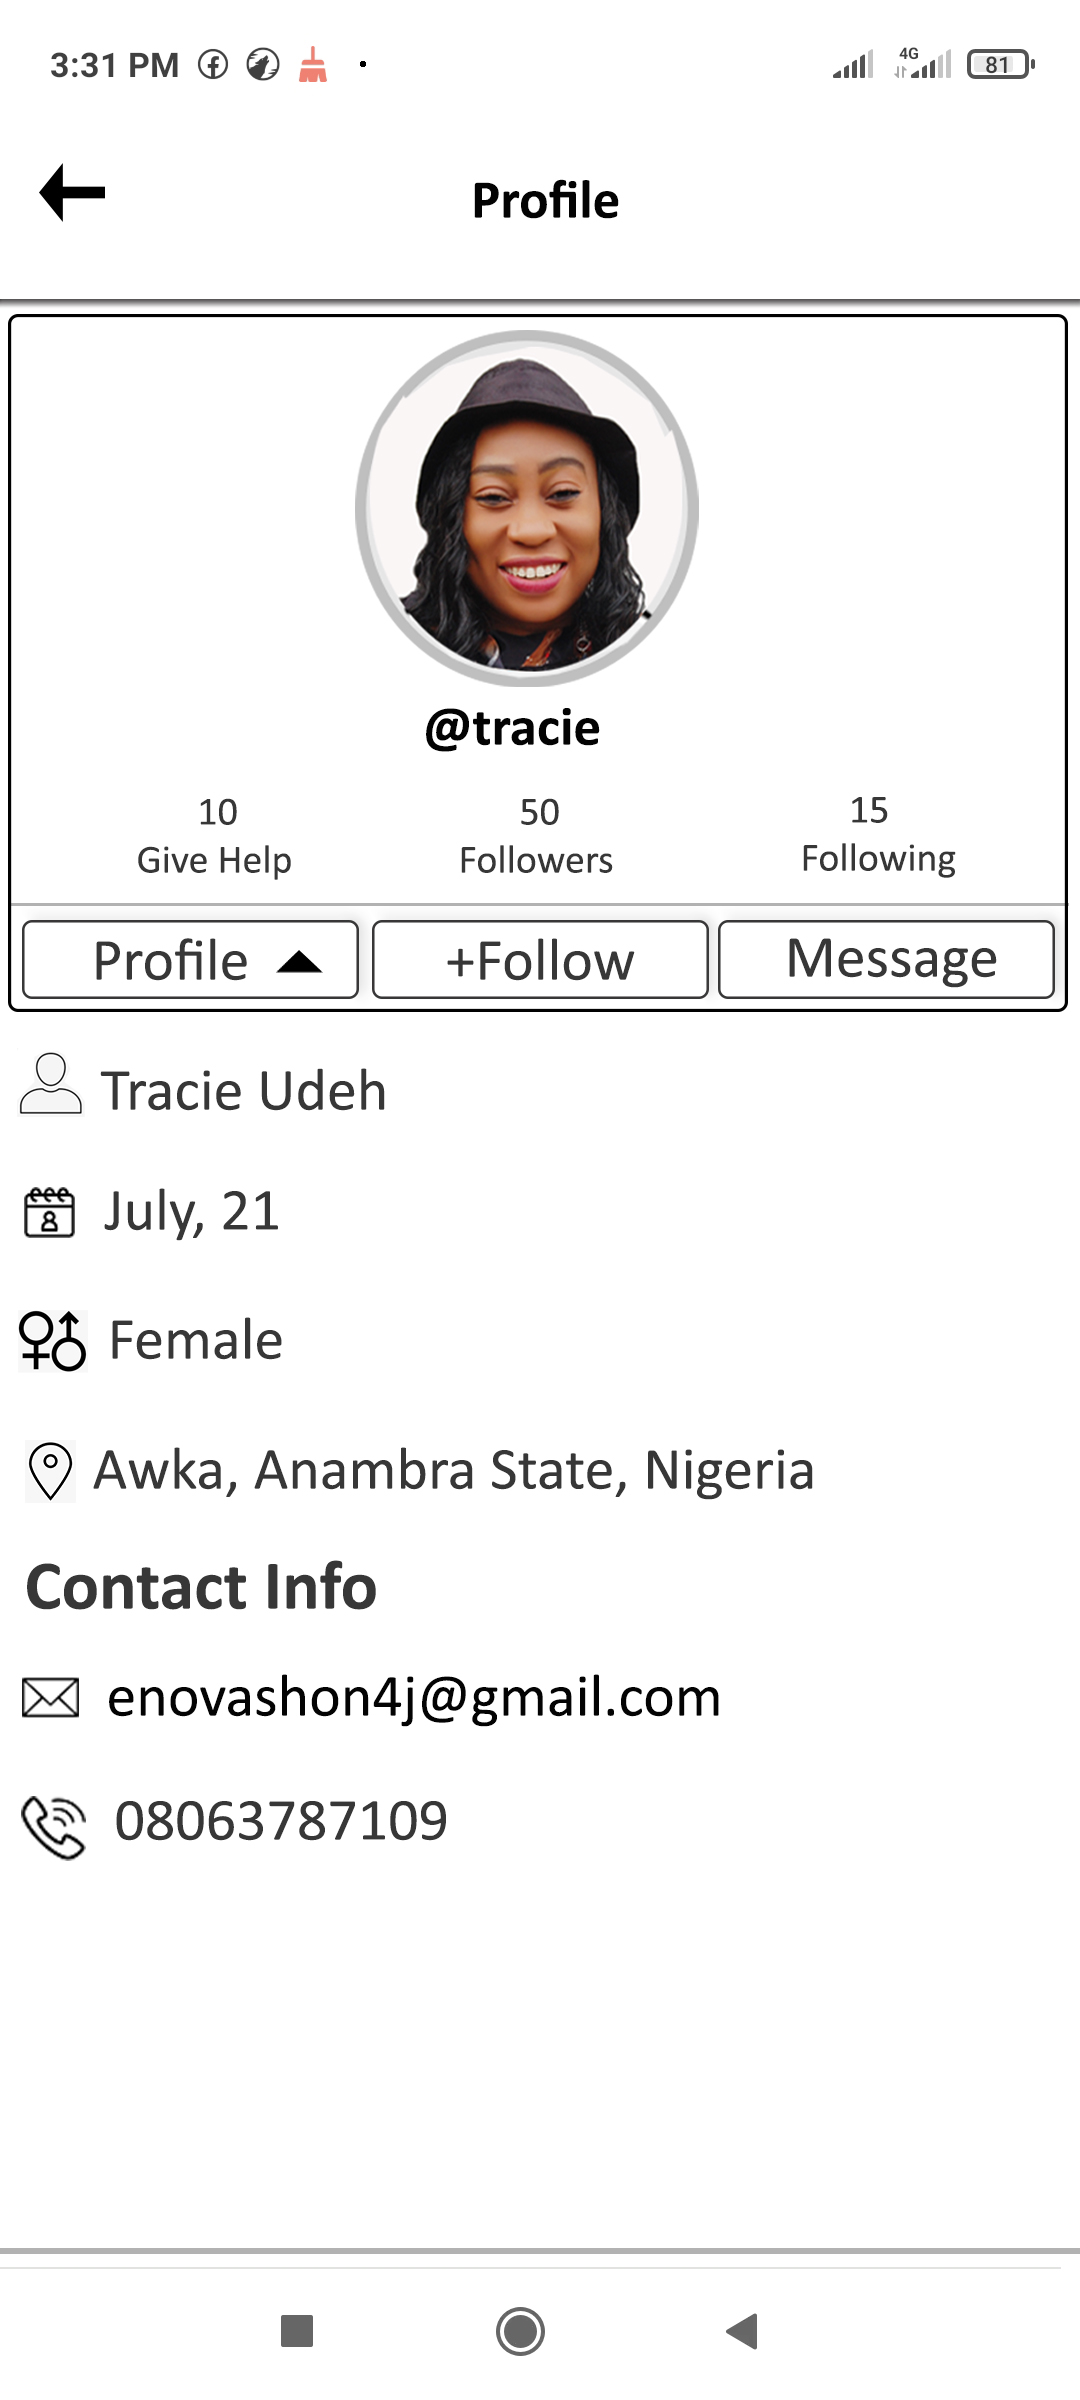 3:31 PM
4G
81
Profile
@tracie
10 50 15
Give Help Followers Following
Profile +Follow Message
Tracie Udeh
July, 21
Female
Awka, Anambra State, Nigeria
Contact Info
enovashon4j@gmail.com
08063787109